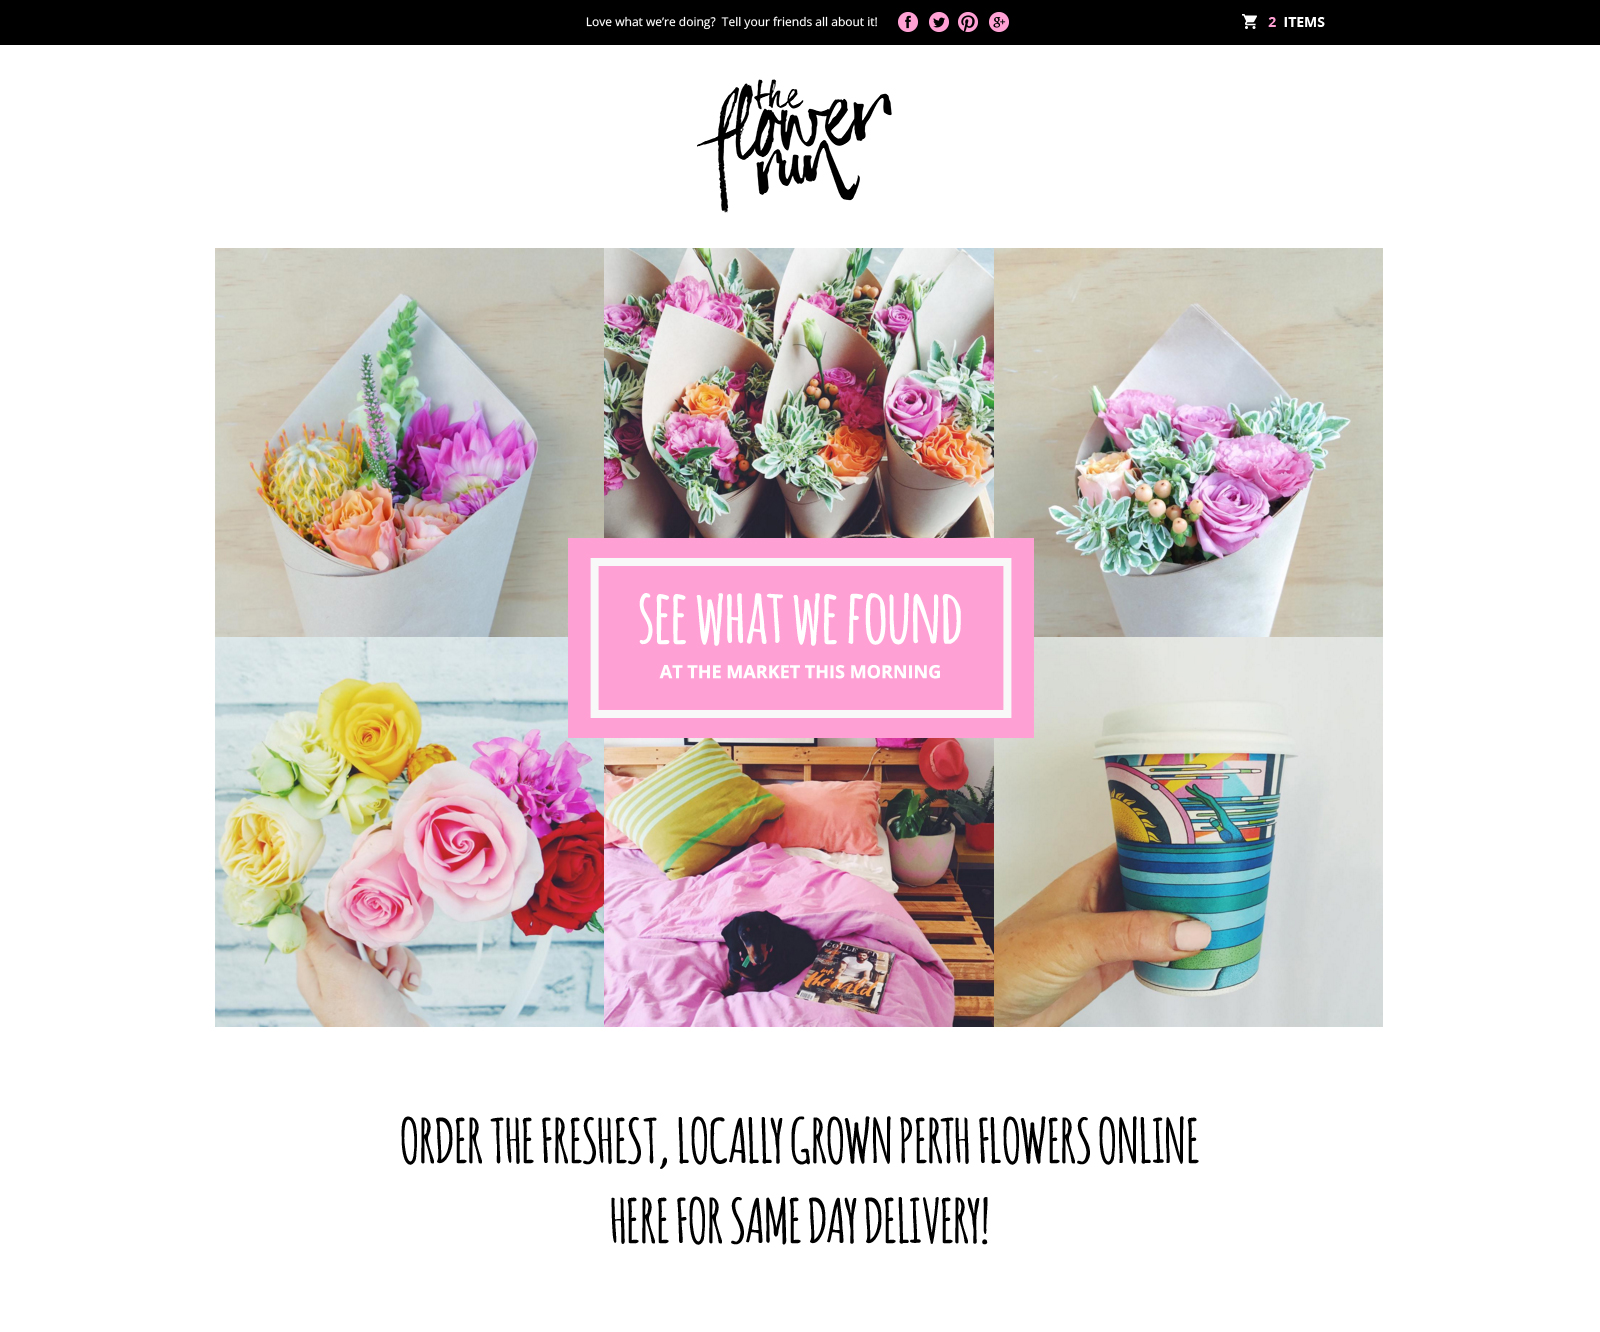 Love what we're doing? Tell your friends all about it!
2 ITEMS
the
flower
run
SEE WHAT WE FOUND
AT THE MARKET THIS MORNING
the wild
ORDER THE FRESHEST, LOCALLY GROWN PERTH FLOWERS ONLINE
HERE FOR SAME DAY DELIVERY!